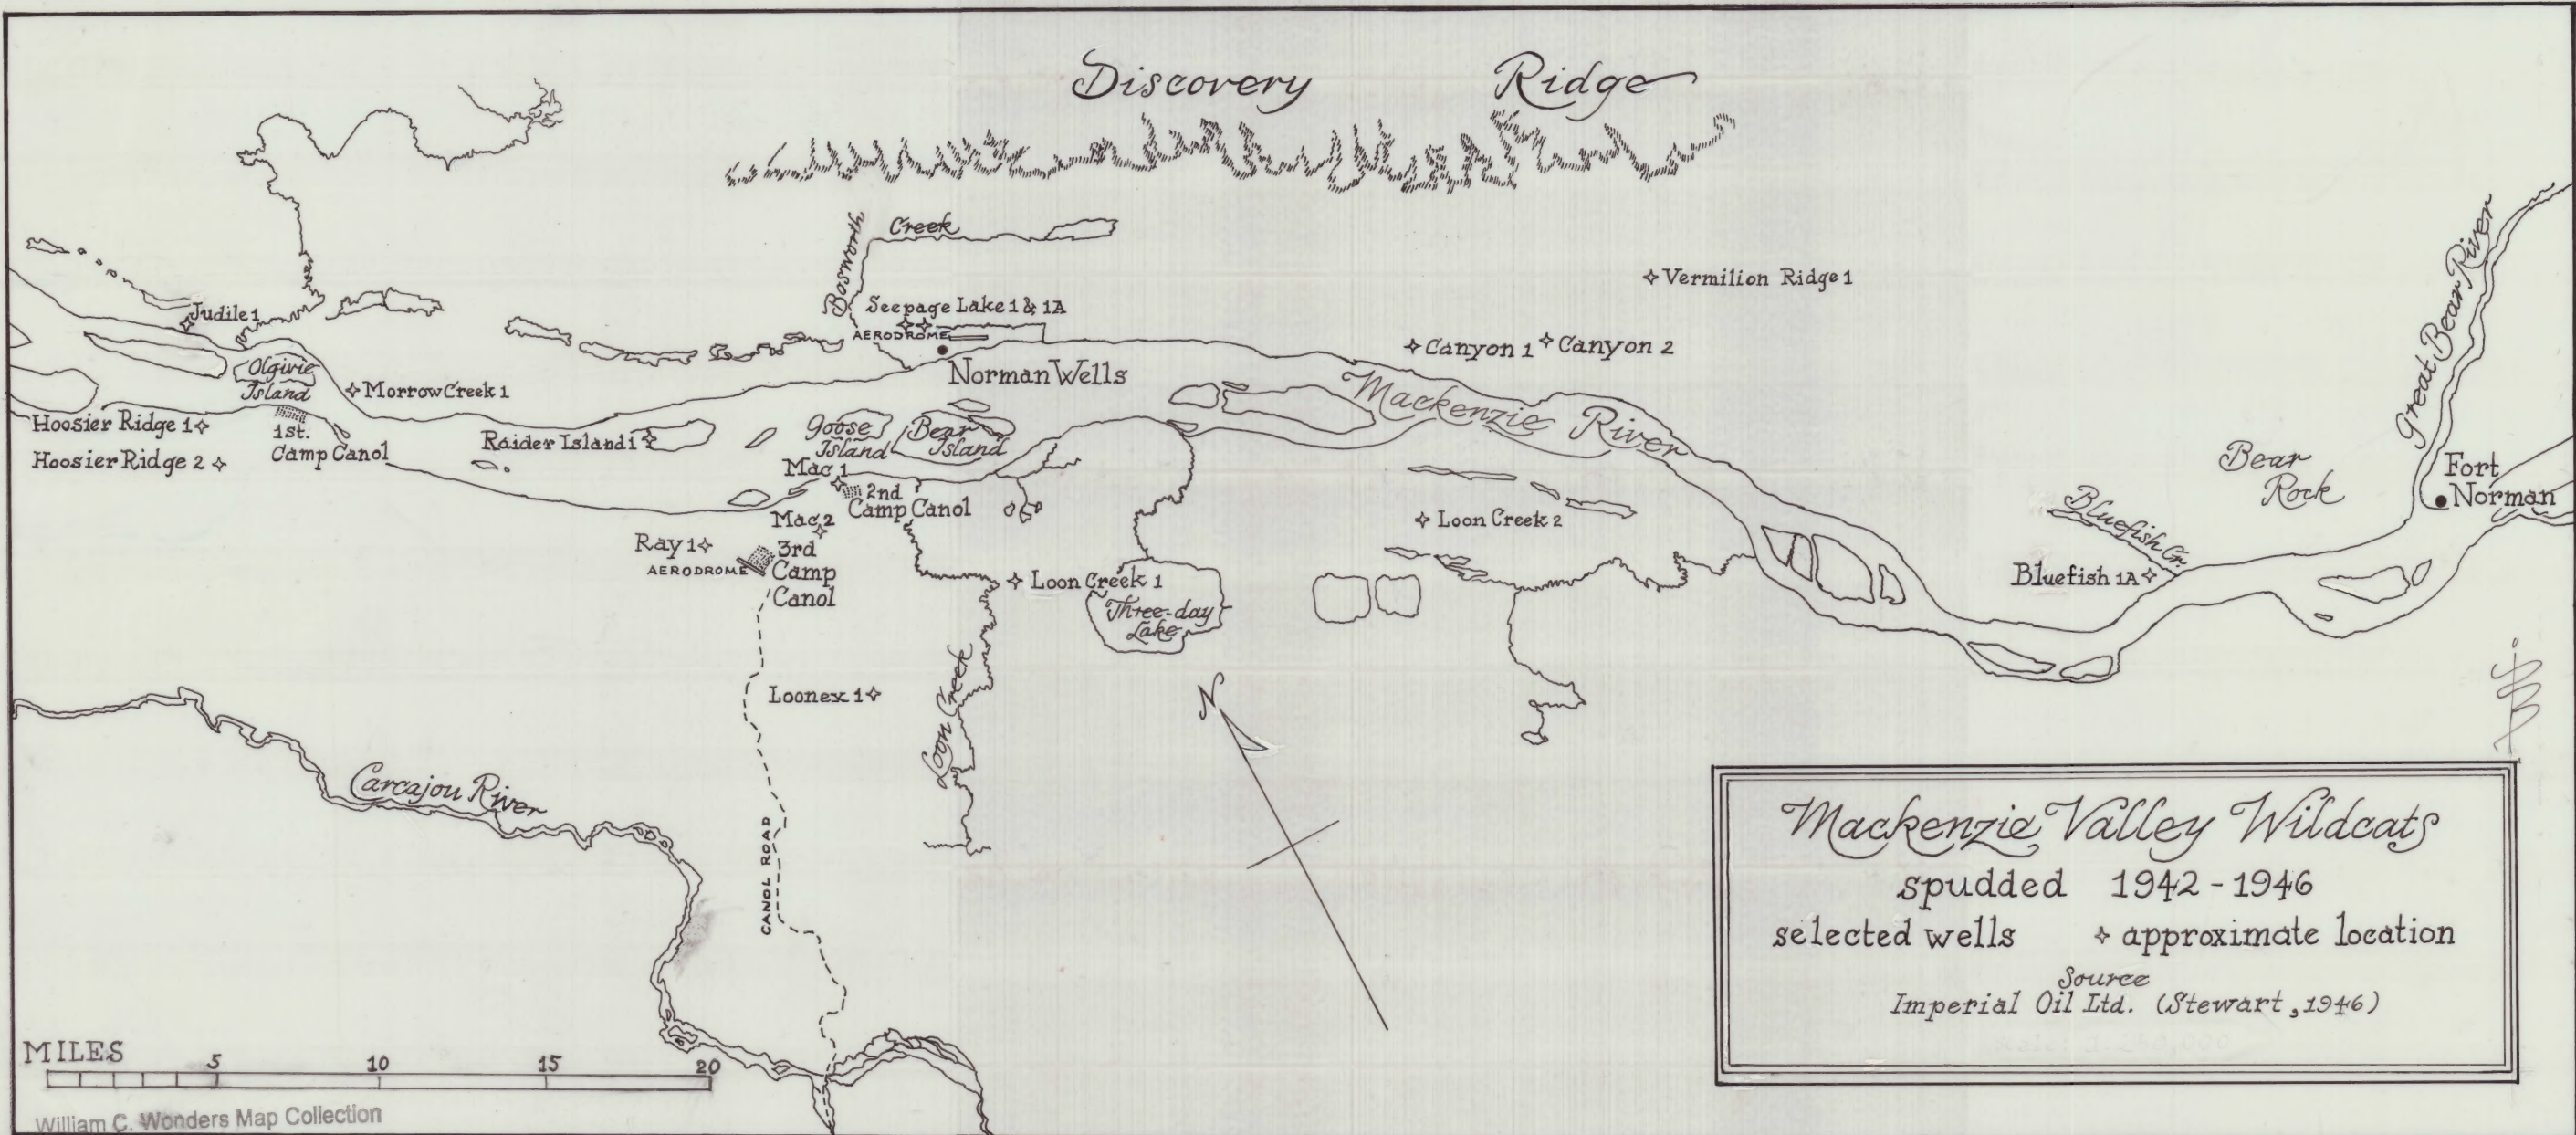 Discovery Ridge
Bosworth Creek
Great Bear River
Vermilion Ridge 1
Judile 1
Seepage Lake 1 & 1A
AERODROME
Canyon 1
Canyon 2
Norman Wells
Olgivie
Island
Morrow Creek 1
Mackenzie River
Hoosier Ridge 1
1st.
Camp Canol
Raider Island 1
Goose
Island
Bear
Island
Hoosier Ridge 2
Mac 1
2nd
Camp Canol
Bear
Rock
Fort
Norman
Mac 2
Loon Creek 2
Bluefish Cr.
Ray 1
AERODROME
3rd
Camp
Canol
Loon Creek 1
Bluefish 1A
Three-day
Lake
Loonex 1
Loon Creek
N
Carcajou River
CANOL ROAD
Mackenzie Valley Wildcats
spudded 1942 - 1946
selected wells approximate location
Source
Imperial Oil Ltd. (Stewart, 1946)
MILES
5 10 15 20
William C. Wonders Map Collection